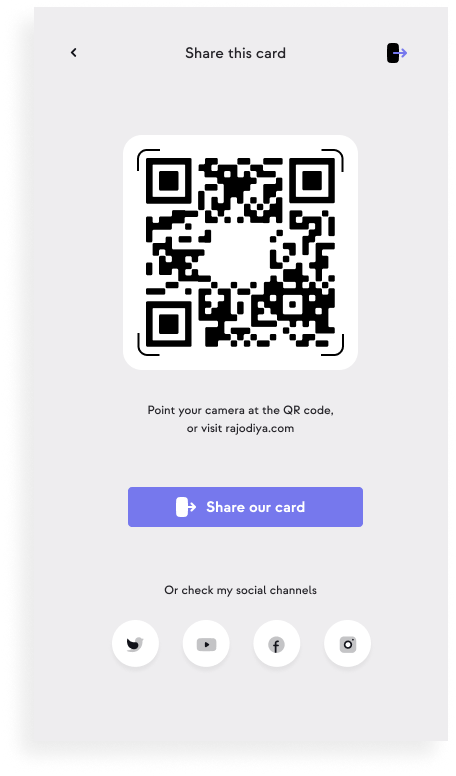 Share this card
Point your camera at the QR code,
or visit rajodiya.com
Share our card
Or check my social channels